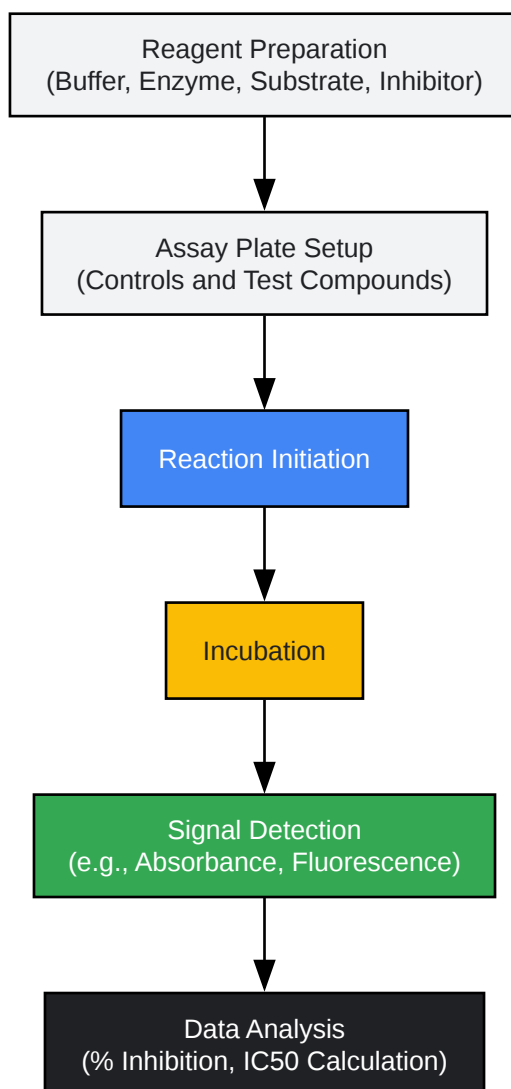 Reagent Preparation
(Buffer, Enzyme, Substrate, Inhibitor)
Assay Plate Setup
(Controls and Test Compounds)
Reaction Initiation
Incubation
Signal Detection
(e.g., Absorbance, Fluorescence)
Data Analysis
(% Inhibition, IC50 Calculation)